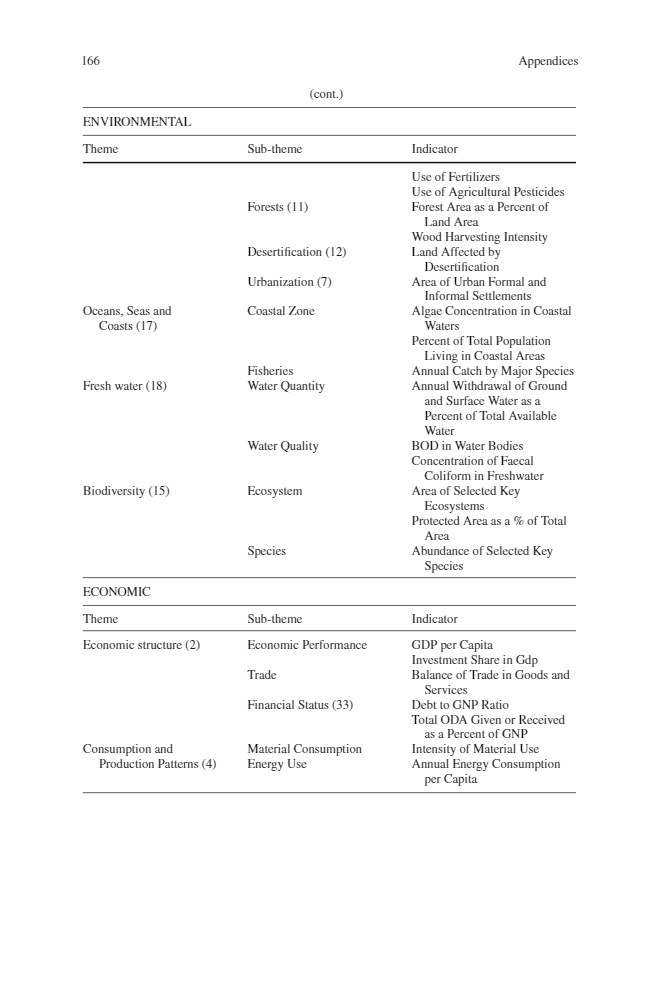 166 Appendices
(cont.)
ENVIRONMENTAL
Theme Sub-theme Indicator
Use of Fertilizers
Use of Agricultural Pesticides
Forests (11) Forest Area as a Percent of
Land Area
Wood Harvesting Intensity
Desertification (12) Land Affected by
Desertification
Urbanization (7) Area of Urban Formal and
Informal Settlements
Oceans, Seas and Coastal Zone Algae Concentration in Coastal
Coasts (17) Waters
Percent of Total Population
Living in Coastal Areas
Fisheries Annual Catch by Major Species
Fresh water (18) Water Quantity Annual Withdrawal of Ground
and Surface Water as a
Percent of Total Available
Water
Water Quality BOD in Water Bodies
Concentration of Faecal
Coliform in Freshwater
Biodiversity (15) Ecosystem Area of Selected Key
Ecosystems
Protected Area as a % of Total
Area
Species Abundance of Selected Key
Species
ECONOMIC
Theme Sub-theme Indicator
Economic structure (2) Economic Performance GDP per Capita
Investment Share in Gdp
Trade Balance of Trade in Goods and
Services
Financial Status (33) Debt to GNP Ratio
Total ODA Given or Received
as a Percent of GNP
Consumption and Material Consumption Intensity of Material Use
Production Patterns (4) Energy Use Annual Energy Consumption
per Capita